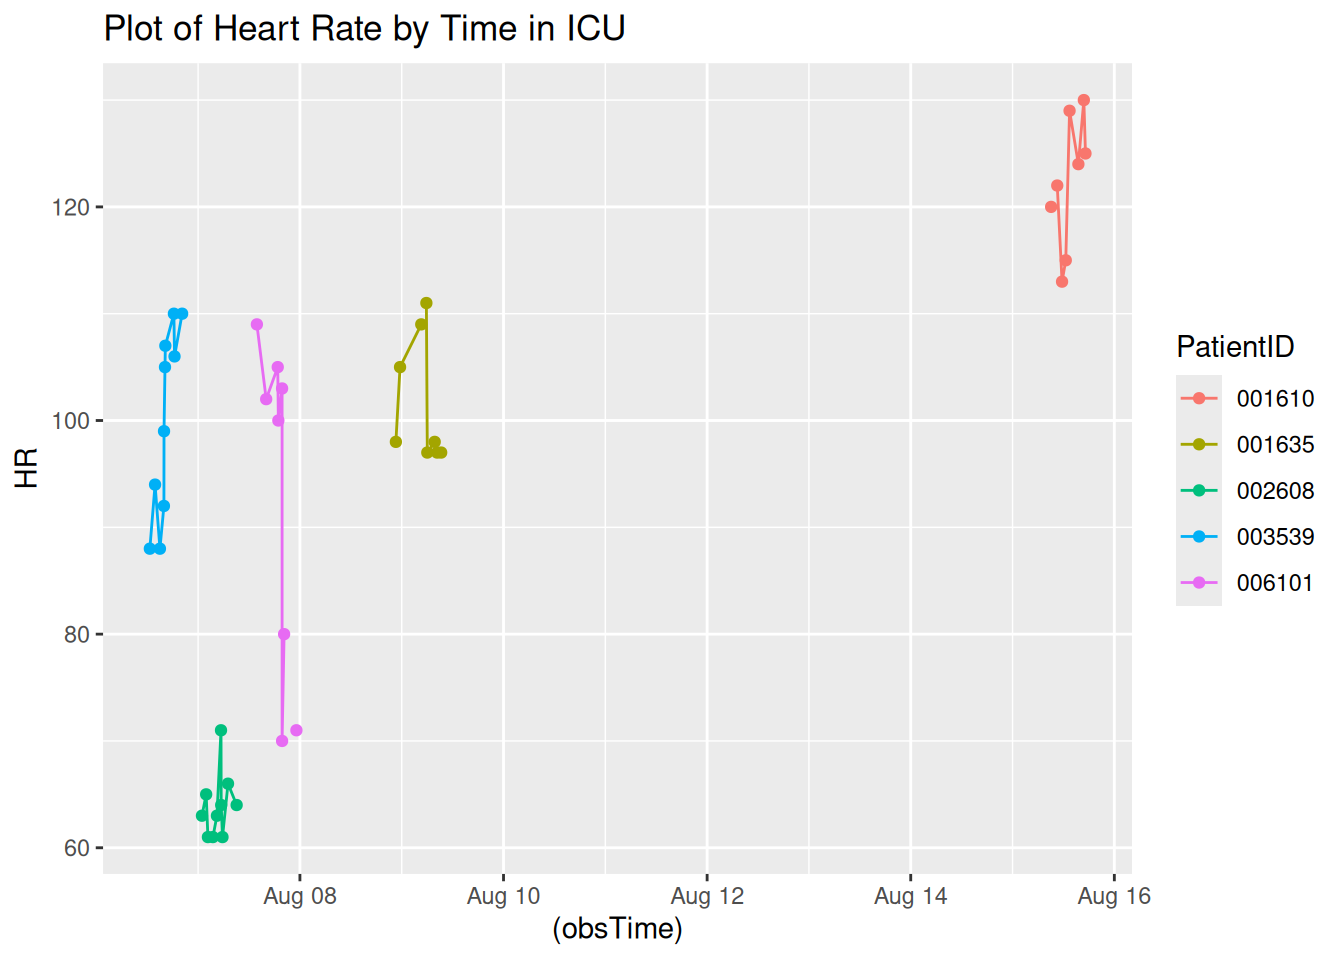 Plot of Heart Rate by Time in ICU
HR
120
100
80
60
Aug 08 Aug 10 Aug 12 Aug 14 Aug 16
(obsTime)
PatientID
001610
001635
002608
003539
006101